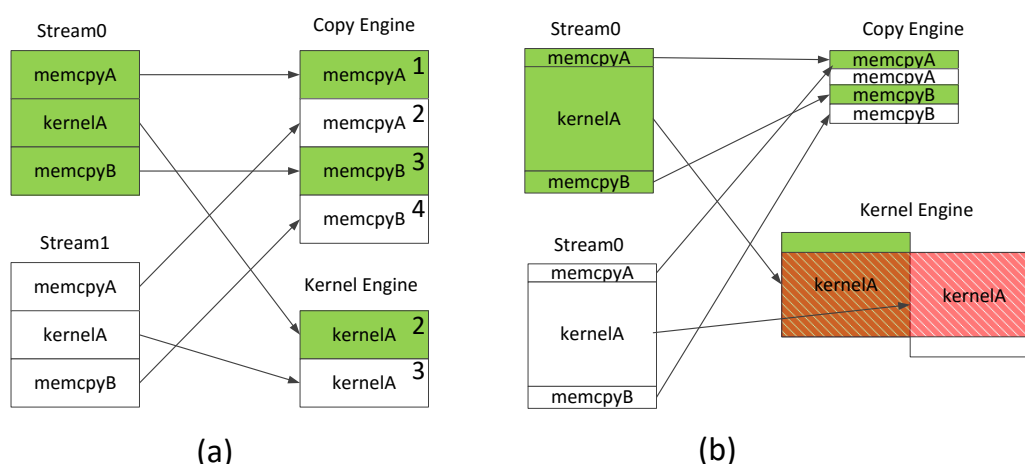 Stream0
memcpyA
kernelA
memcpyB
Stream1
memcpyA
kernelA
memcpyB
Copy Engine
memcpyA 1
memcpyA 2
memcpyB 3
memcpyB 4
Kernel Engine
kernelA 2
kernelA 3
(a)
Stream0
memcpyA
kernelA
memcpyB
Stream0
memcpyA
kernelA
memcpyB
Copy Engine
memcpyA
memcpyA
memcpyB
memcpyB
Kernel Engine
kernelA
kernelA
(b)